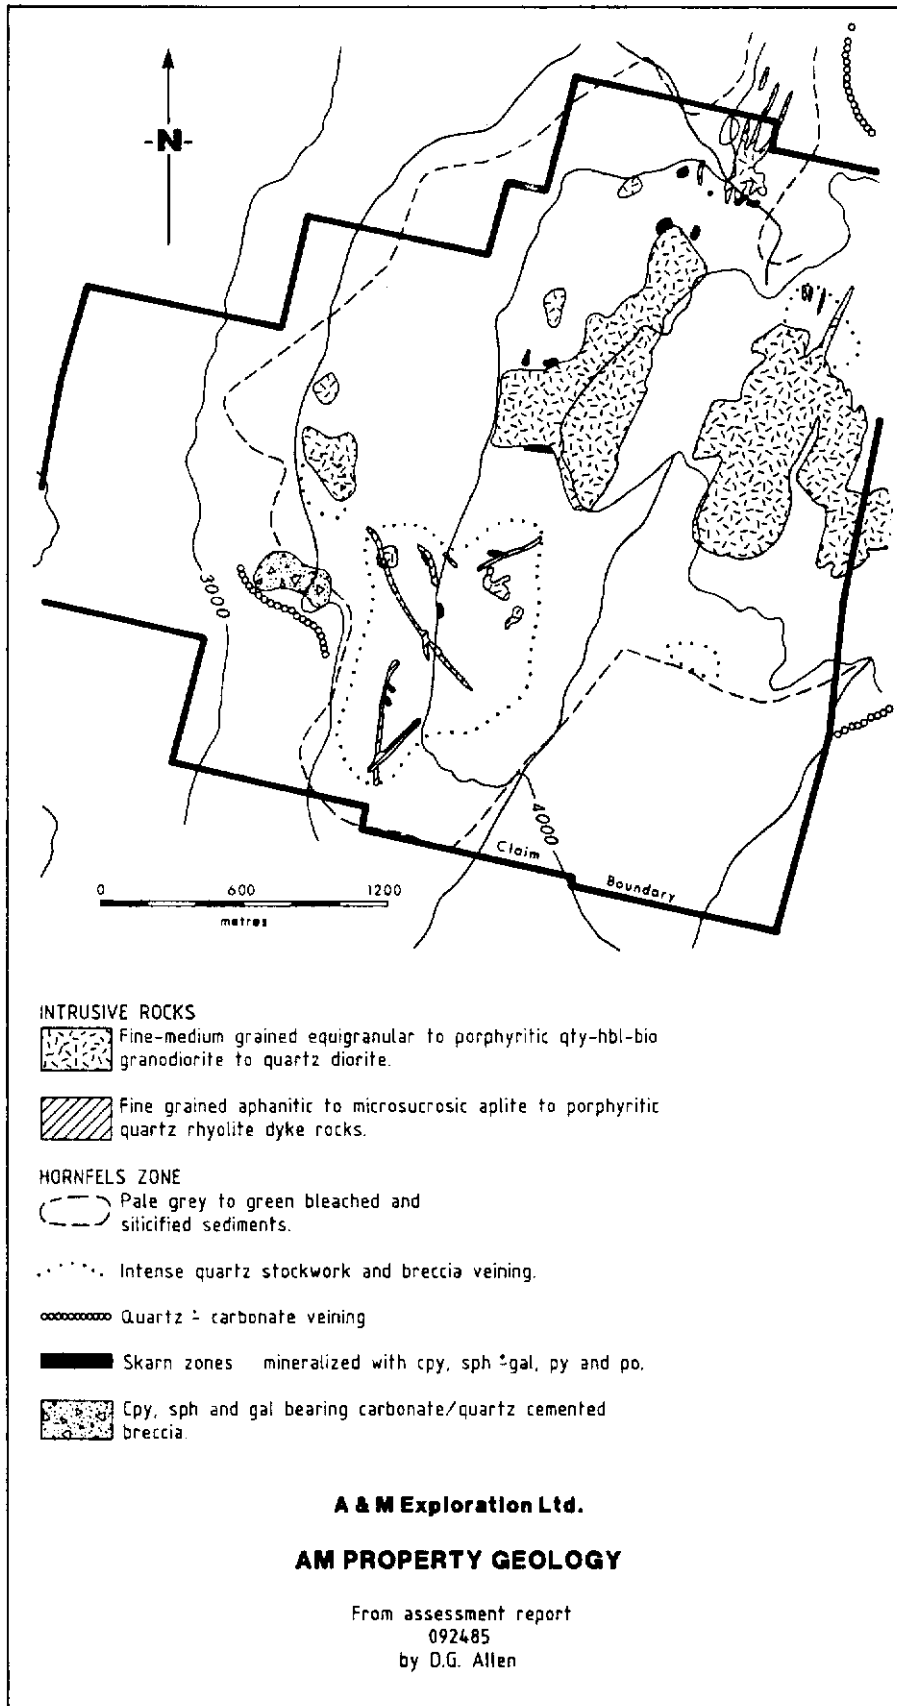 -N-
3000
4000
Claim
Boundary
0 600 1200
metres
INTRUSIVE ROCKS
Fine-medium grained equigranular to porphyritic qty-hbl-bio
granodiorite to quartz diorite.
Fine grained aphanitic to microsucrosic aplite to porphyritic
quartz rhyolite dyke rocks.
HORNFELS ZONE
Pale grey to green bleached and
silicified sediments.
Intense quartz stockwork and breccia veining.
Quartz ± carbonate veining
Skarn zones mineralized with cpy, sph ±gal, py and po.
Cpy, sph and gal bearing carbonate/quartz cemented
breccia.
A & M Exploration Ltd.
AM PROPERTY GEOLOGY
From assessment report
092485
by D.G. Allen